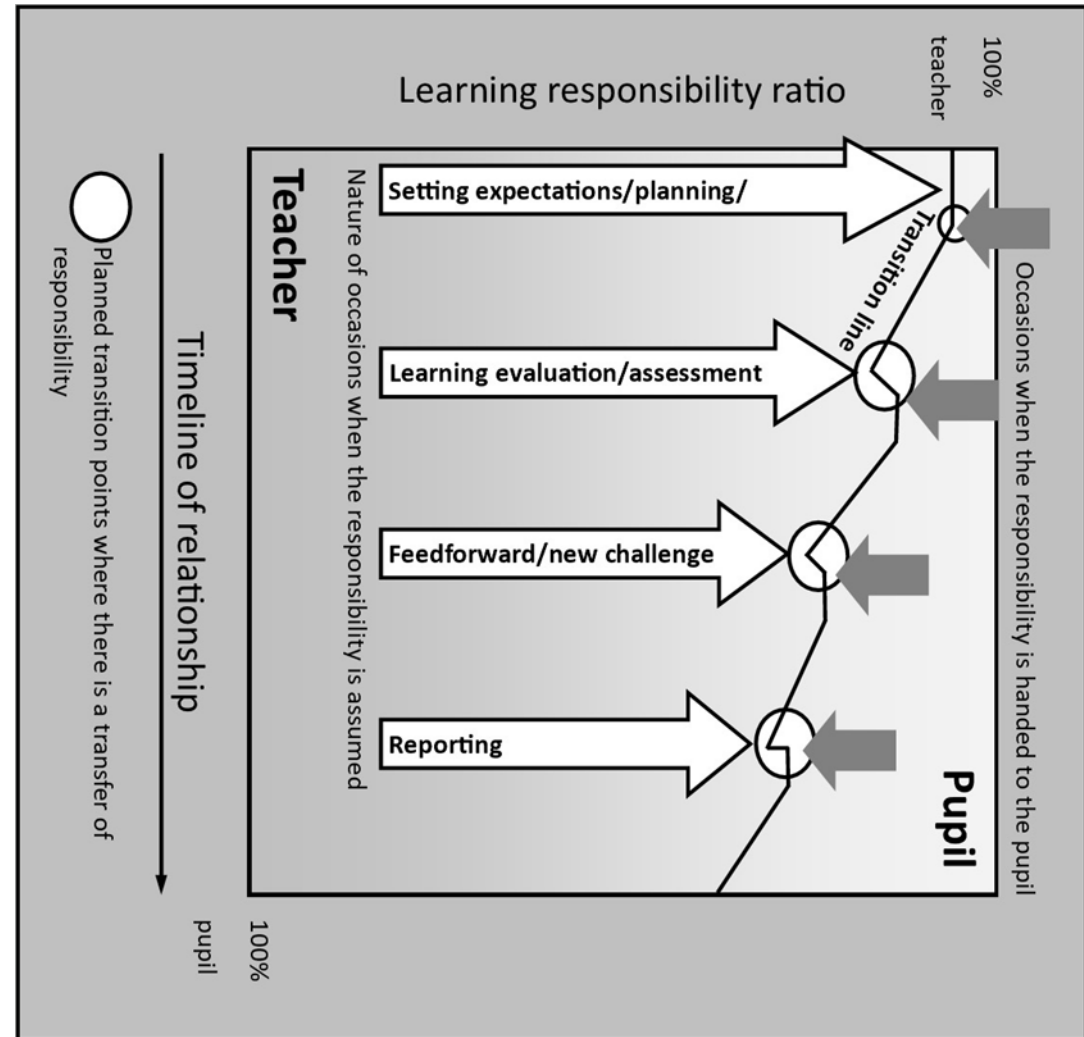 Learning responsibility ratio
100%
teacher
Setting expectations/planning/
Transition line
Learning evaluation/assessment
Feedforward/new challenge
Reporting
Teacher
Nature of occasions when the responsibility is assumed
Occasions when the responsibility is handed to the pupil
Pupil
100%
pupil
Timeline of relationship
Planned transition points where there is a transfer of
responsibility